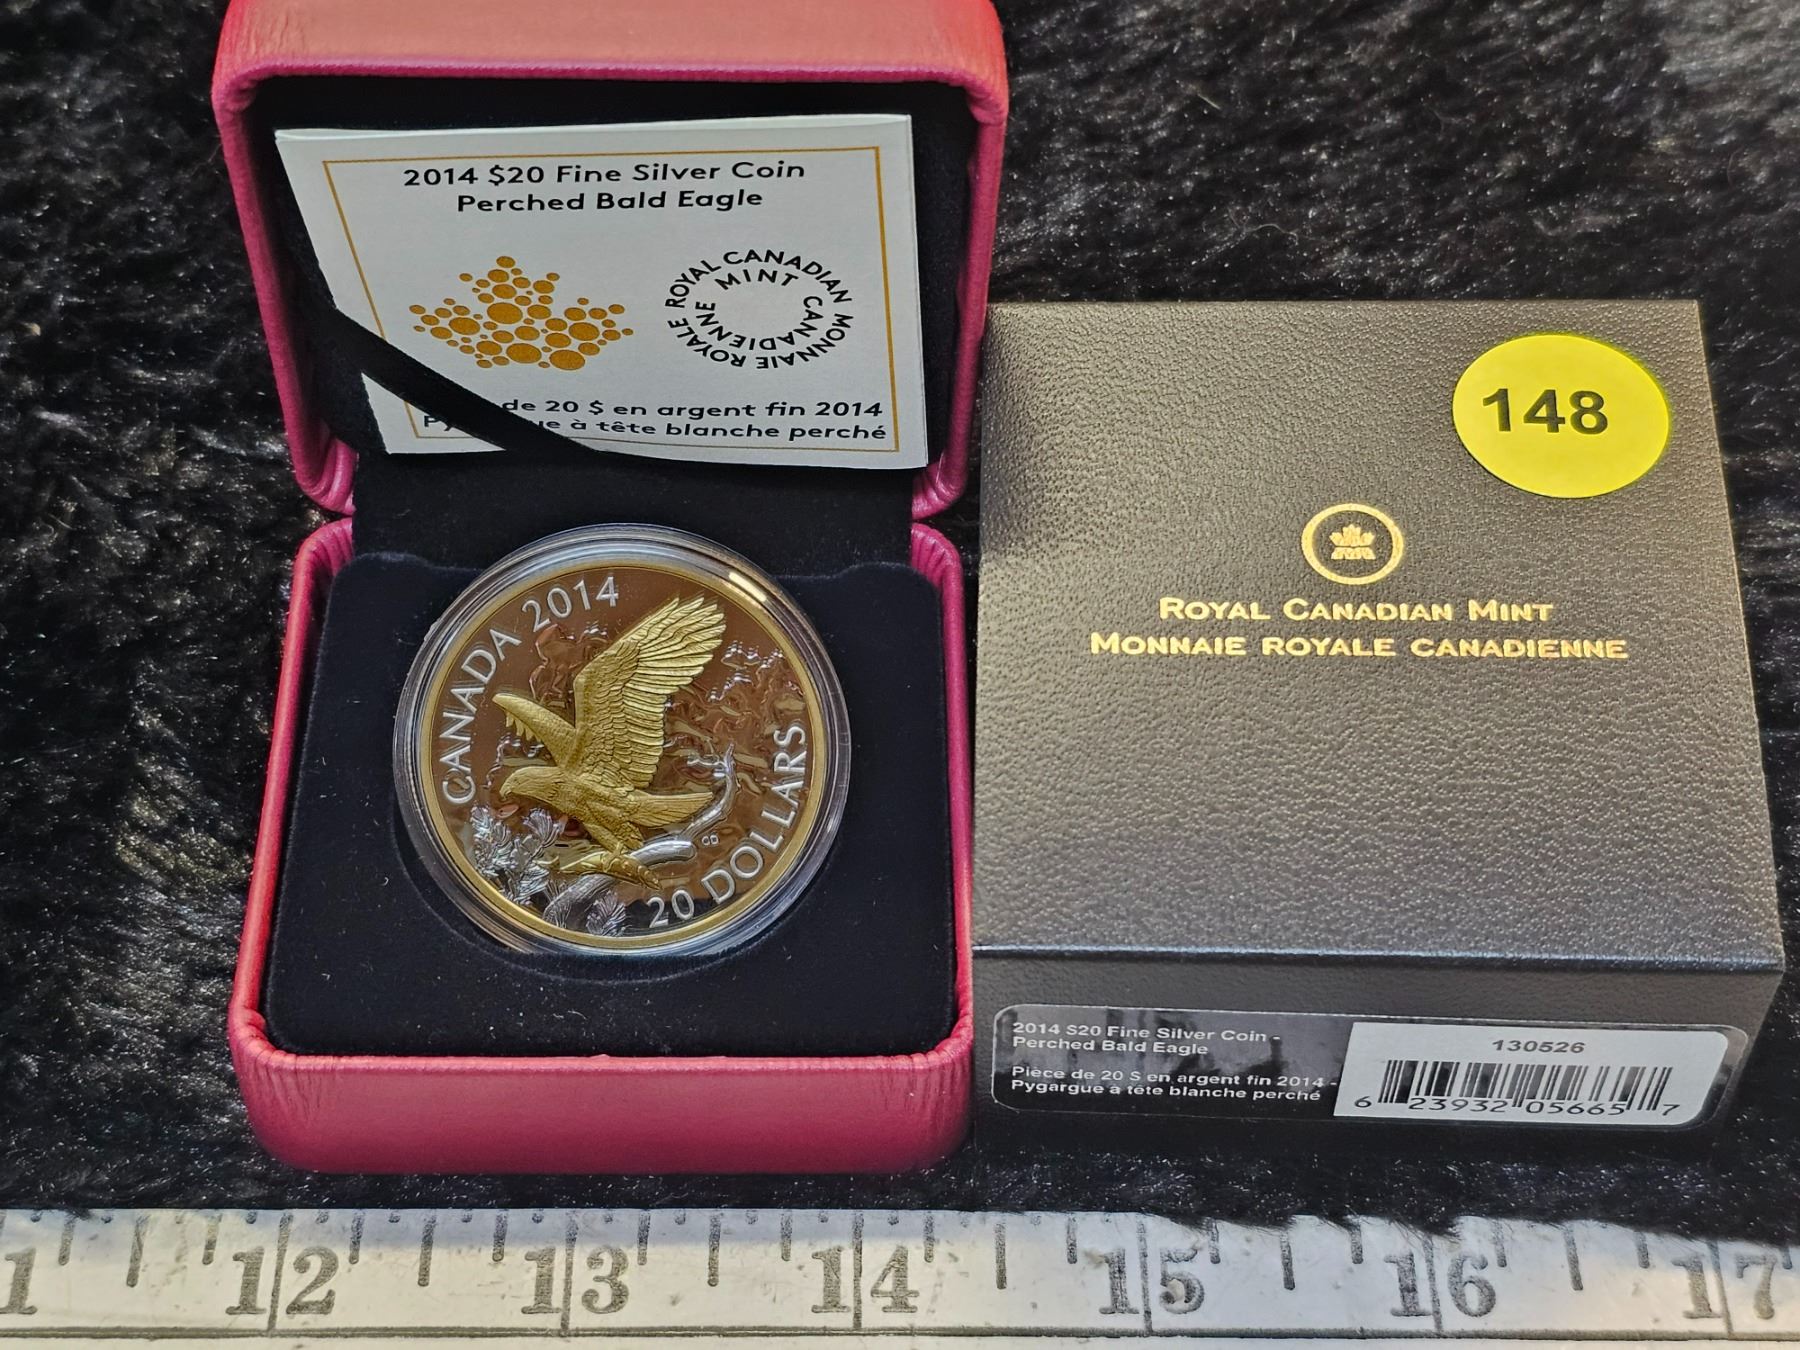 2014 $20 Fine Silver Coin
Perched Bald Eagle
ROYAL CANADIAN MINT
MONNAIE ROYALE CANADIENNE
de 20 $ en argent fin 2014
à tête blanche perché
CANADA 2014
20 DOLLARS
CB
148
ROYAL CANADIAN MINT
MONNAIE ROYALE CANADIENNE
2014 $20 Fine Silver Coin -
Perched Bald Eagle
Pièce de 20 $ en argent fin 2014 -
Pygargue à tête blanche perché
130526
6 23932 05665 7
1 12 13 14 15 16 17